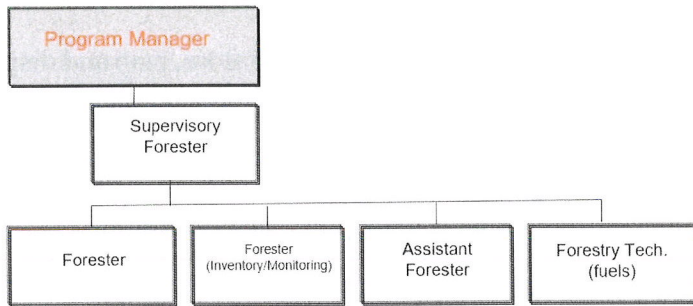 Program Manager
Supervisory
Forester
Forester
Forester
(Inventory/Monitoring)
Assistant
Forester
Forestry Tech.
(fuels)